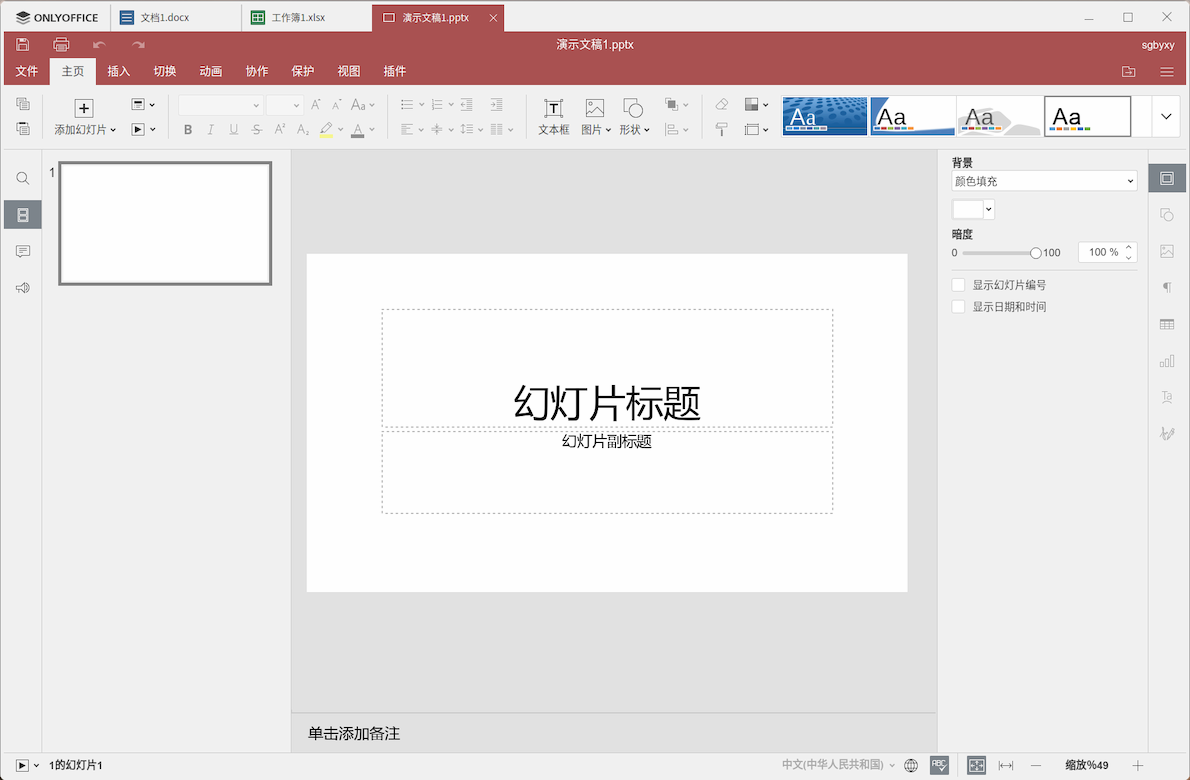 ONLYOFFICE 文档1.docx 工作簿1.xlsx 演示文稿1.pptx
演示文稿1.pptx sgbyxy
文件 主页 插入 切换 动画 协作 保护 视图 插件
添加幻灯片 文本框 图片 形状
B I U S A² A₂ A
Aa Aa Aa Aa Aa
1
幻灯片标题
幻灯片副标题
单击添加备注
背景
颜色填充
暗度
0 100 100 %
显示幻灯片编号
显示日期和时间
Ta
1的幻灯片1 中文(中华人民共和国) ABC 缩放%49